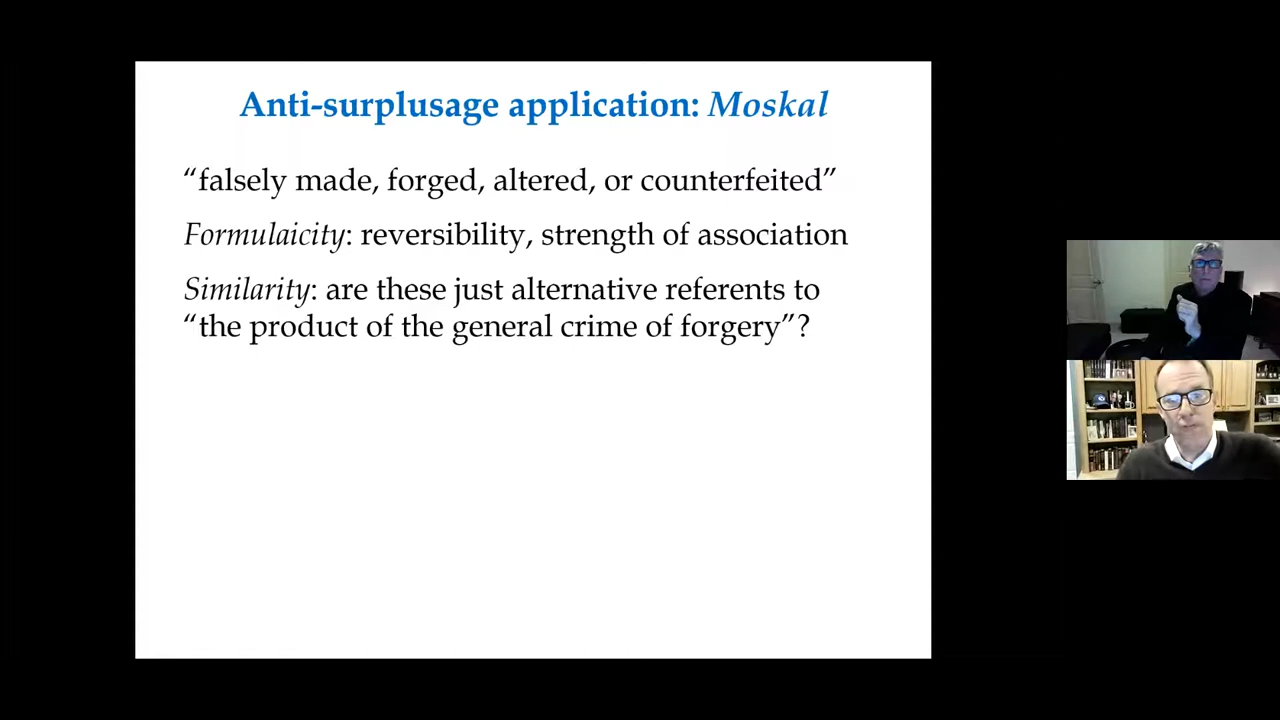 Anti-surplusage application: Moskal
“falsely made, forged, altered, or counterfeited”
Formulaicity: reversibility, strength of association
Similarity: are these just alternative referents to
“the product of the general crime of forgery”?